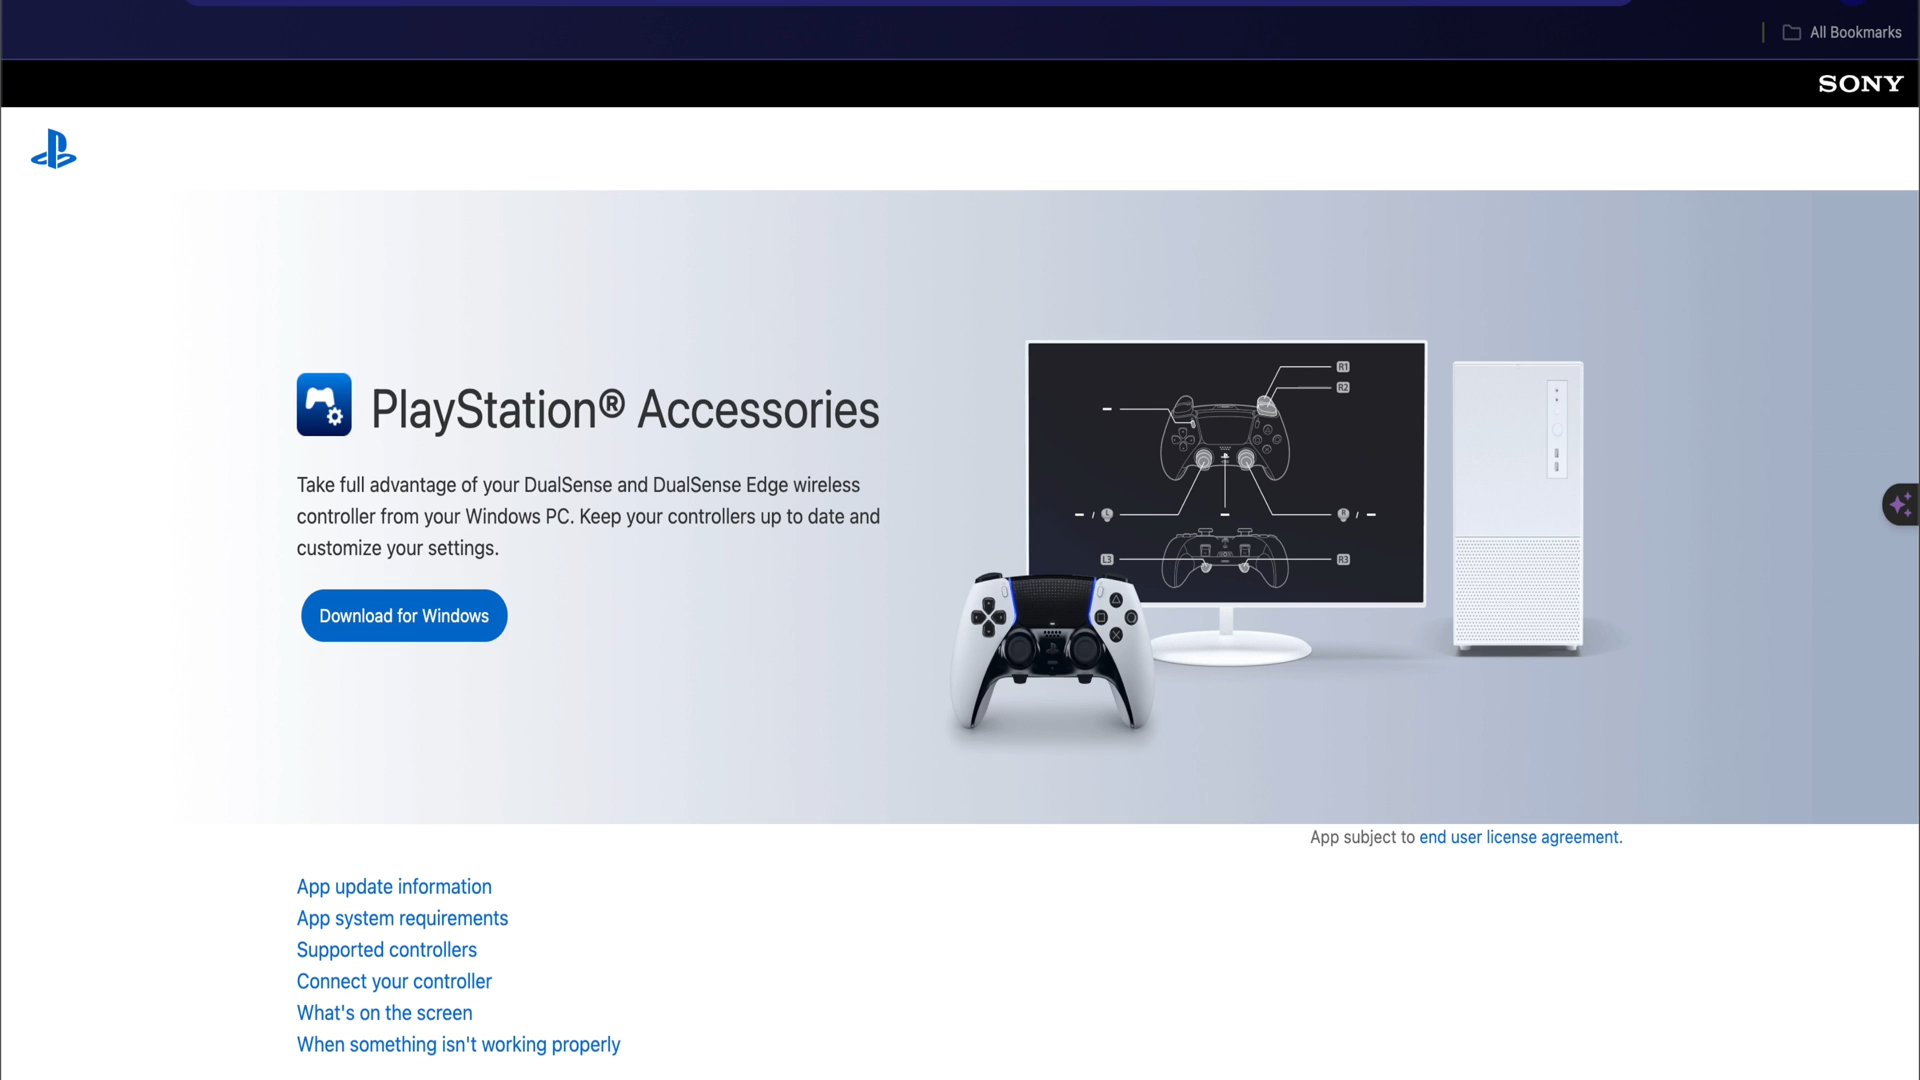 All Bookmarks
SONY
PlayStation® Accessories
Take full advantage of your DualSense and DualSense Edge wireless
controller from your Windows PC. Keep your controllers up to date and
customize your settings.
Download for Windows
R1
R2
L
/
R
/
L3
R3
App subject to end user license agreement.
App update information
App system requirements
Supported controllers
Connect your controller
What's on the screen
When something isn't working properly